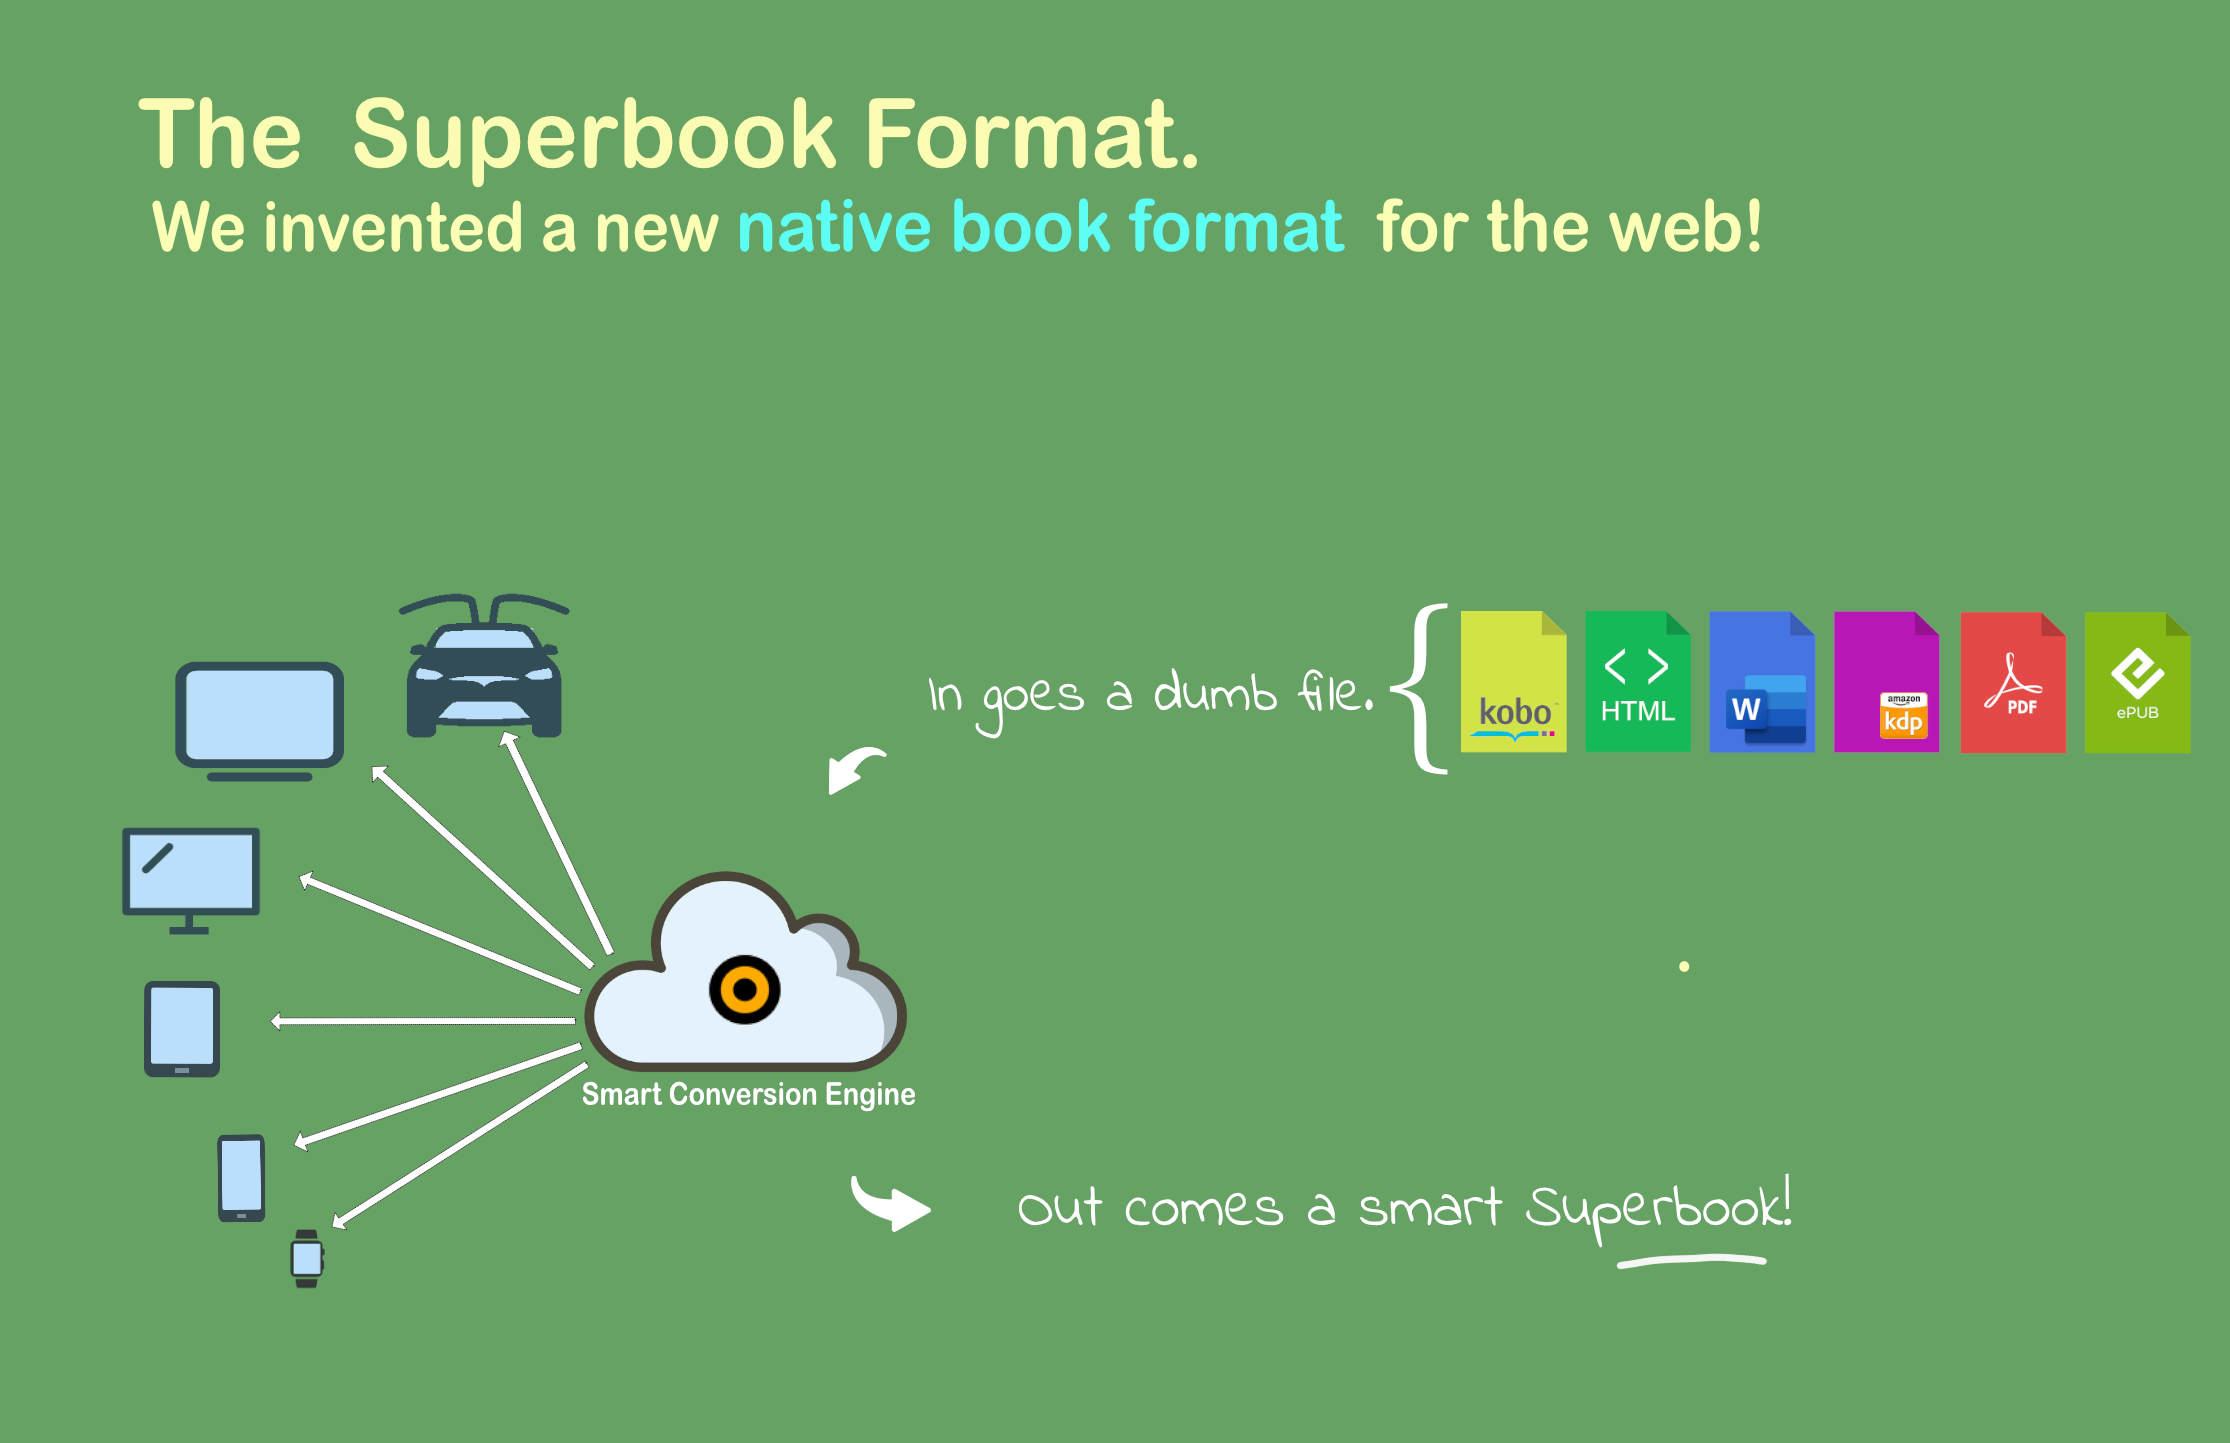 The Superbook Format.
We invented a new native book format for the web!
In goes a dumb file.
kobo
HTML
W
amazon
kdp
PDF
ePUB
Smart Conversion Engine
Out comes a smart Superbook!